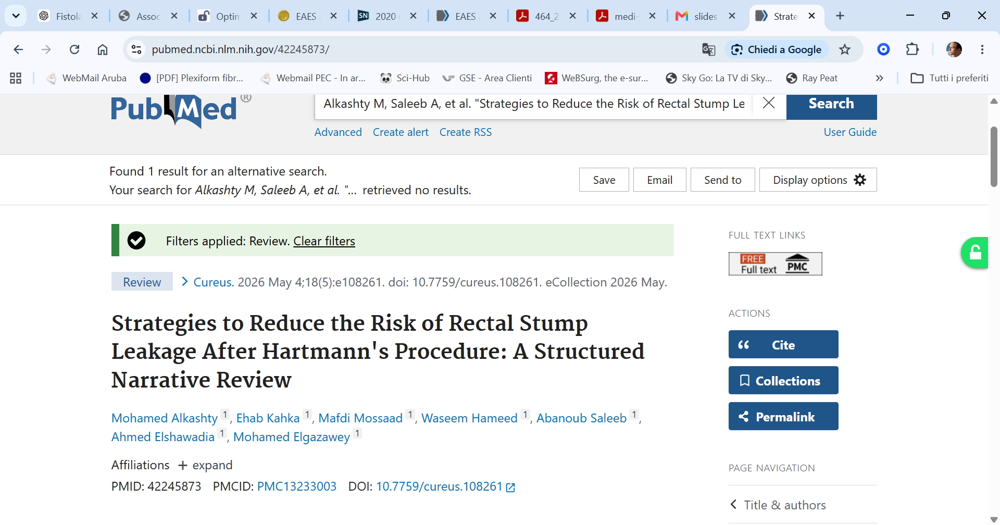 Fistola
Assoc
Optim
EAES
SN 2020
EAES
464_2
medi-
slides
Strate
pubmed.ncbi.nlm.nih.gov/42245873/
Chiedi a Google
WebMail Aruba
[PDF] Plexiform fibr...
Webmail PEC - In ar...
Sci-Hub
GSE - Area Clienti
WeBSurg, the e-sur...
Sky Go: La TV di Sky...
Ray Peat
»
Tutti i preferiti
PubMed®
Alkashty M, Saleeb A, et al. "Strategies to Reduce the Risk of Rectal Stump Le
Search
Advanced
Create alert
Create RSS
User Guide
Found 1 result for an alternative search.
Your search for Alkashty M, Saleeb A, et al. "... retrieved no results.
Save
Email
Send to
Display options
Filters applied: Review. Clear filters
Review
Cureus. 2026 May 4;18(5):e108261. doi: 10.7759/cureus.108261. eCollection 2026 May.
Strategies to Reduce the Risk of Rectal Stump
Leakage After Hartmann's Procedure: A Structured
Narrative Review
Mohamed Alkashty 1, Ehab Kahka 1, Mafdi Mossaad 1, Waseem Hameed 1, Abanoub Saleeb 1,
Ahmed Elshawadia 1, Mohamed Elgazawey 1
Affiliations + expand
PMID: 42245873 PMCID: PMC13233003 DOI: 10.7759/cureus.108261
FULL TEXT LINKS
FREE
Full text PMC
ACTIONS
Cite
Collections
Permalink
PAGE NAVIGATION
Title & authors